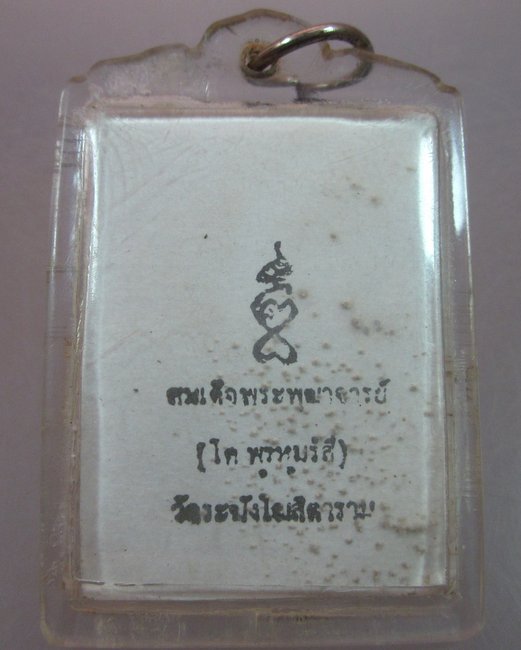 สมเด็จพระพุฒาจารย์
(โต พฺรหฺมรํสี)
วัดระฆังโฆสิตาราม